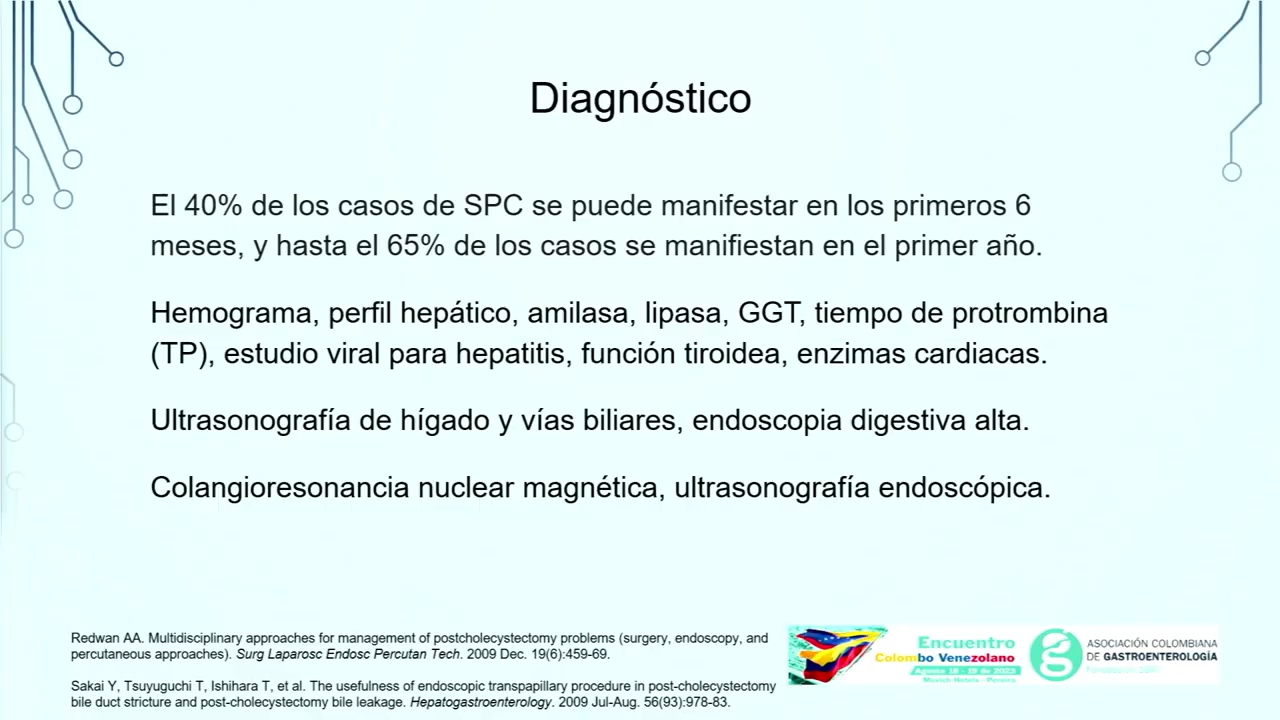 Diagnóstico
El 40% de los casos de SPC se puede manifestar en los primeros 6
meses, y hasta el 65% de los casos se manifiestan en el primer año.
Hemograma, perfil hepático, amilasa, lipasa, GGT, tiempo de protrombina
(TP), estudio viral para hepatitis, función tiroidea, enzimas cardiacas.
Ultrasonografía de hígado y vías biliares, endoscopia digestiva alta.
Colangioresonancia nuclear magnética, ultrasonografía endoscópica.
Redwan AA. Multidisciplinary approaches for management of postcholecystectomy problems (surgery, endoscopy, and
percutaneous approaches). Surg Laparosc Endosc Percutan Tech. 2009 Dec. 19(6):459-69.
Sakai Y, Tsuyuguchi T, Ishihara T, et al. The usefulness of endoscopic transpapillary procedure in post-cholecystectomy
bile duct stricture and post-cholecystectomy bile leakage. Hepatogastroenterology. 2009 Jul-Aug. 56(93):978-83.
Encuentro
Colombo Venezolano
ASOCIACIÓN COLOMBIANA
DE GASTROENTEROLOGÍA